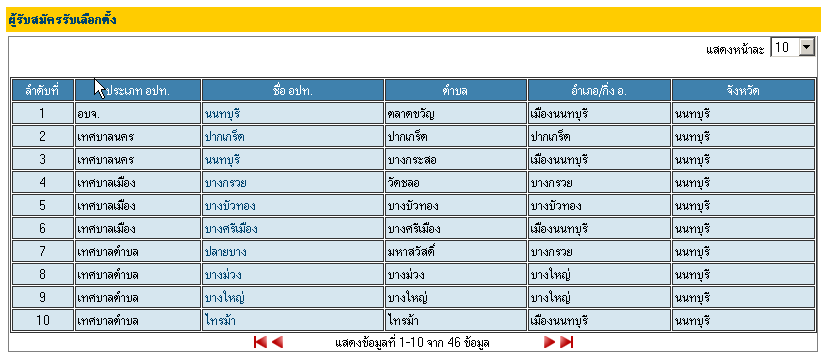 ผู้รับสมัครรับเลือกตั้ง
แสดงหน้าละ 10
ลำดับที่ ประเภท อปท. ชื่อ อปท. ตำบล อำเภอ/กิ่ง อ. จังหวัด
1 อบจ. นนทบุรี ตลาดขวัญ เมืองนนทบุรี นนทบุรี
2 เทศบาลนคร ปากเกร็ด ปากเกร็ด ปากเกร็ด นนทบุรี
3 เทศบาลนคร นนทบุรี บางกระสอ เมืองนนทบุรี นนทบุรี
4 เทศบาลเมือง บางกรวย วัดชลอ บางกรวย นนทบุรี
5 เทศบาลเมือง บางบัวทอง บางบัวทอง บางบัวทอง นนทบุรี
6 เทศบาลเมือง บางศรีเมือง บางศรีเมือง เมืองนนทบุรี นนทบุรี
7 เทศบาลตำบล ปลายบาง มหาสวัสดิ์ บางกรวย นนทบุรี
8 เทศบาลตำบล บางม่วง บางม่วง บางใหญ่ นนทบุรี
9 เทศบาลตำบล บางใหญ่ บางใหญ่ บางใหญ่ นนทบุรี
10 เทศบาลตำบล ไทรม้า ไทรม้า เมืองนนทบุรี นนทบุรี
แสดงข้อมูลที่ 1-10 จาก 46 ข้อมูล